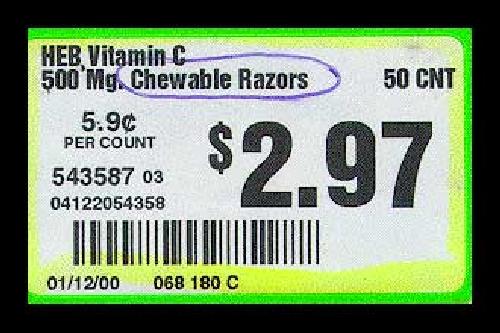 HEB, Vitamin C
500 Mg. Chewable Razors 50 CNT
5.9¢
PER COUNT
$2.97
543587 03
04122054358
01/12/00 068 180 C